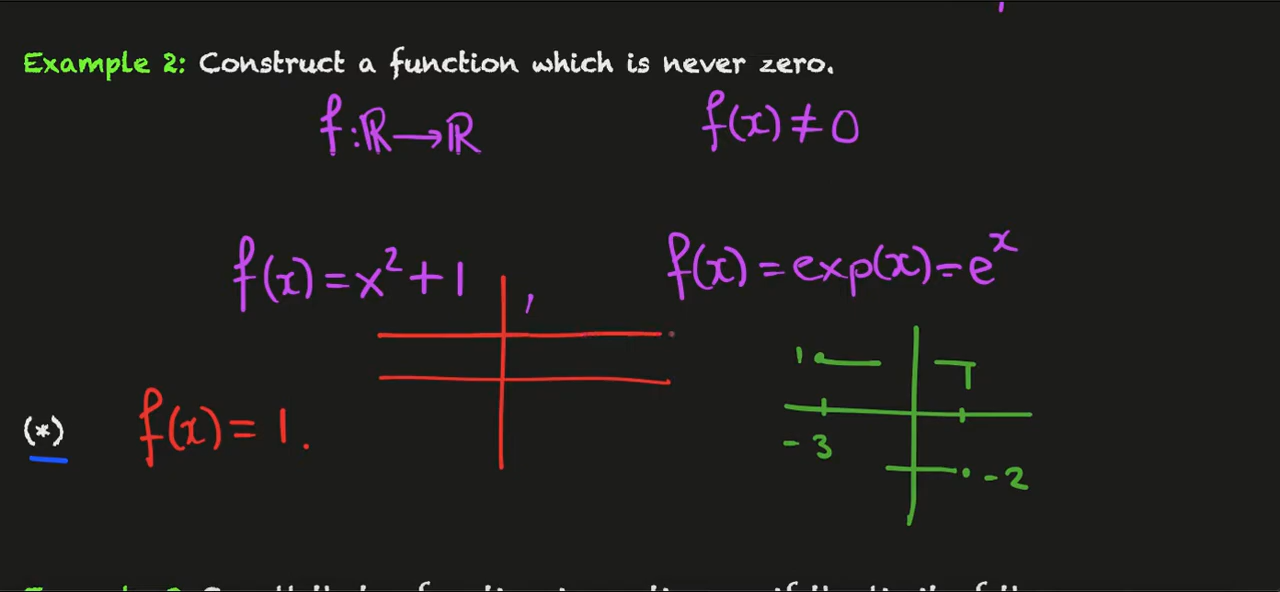 Example 2: Construct a function which is never zero.
f:ℝ→ℝ f(x)≠0
f(x)=x²+1 , f(x)=exp(x)=eˣ
1
-3
-2
(*) f(x)=1.